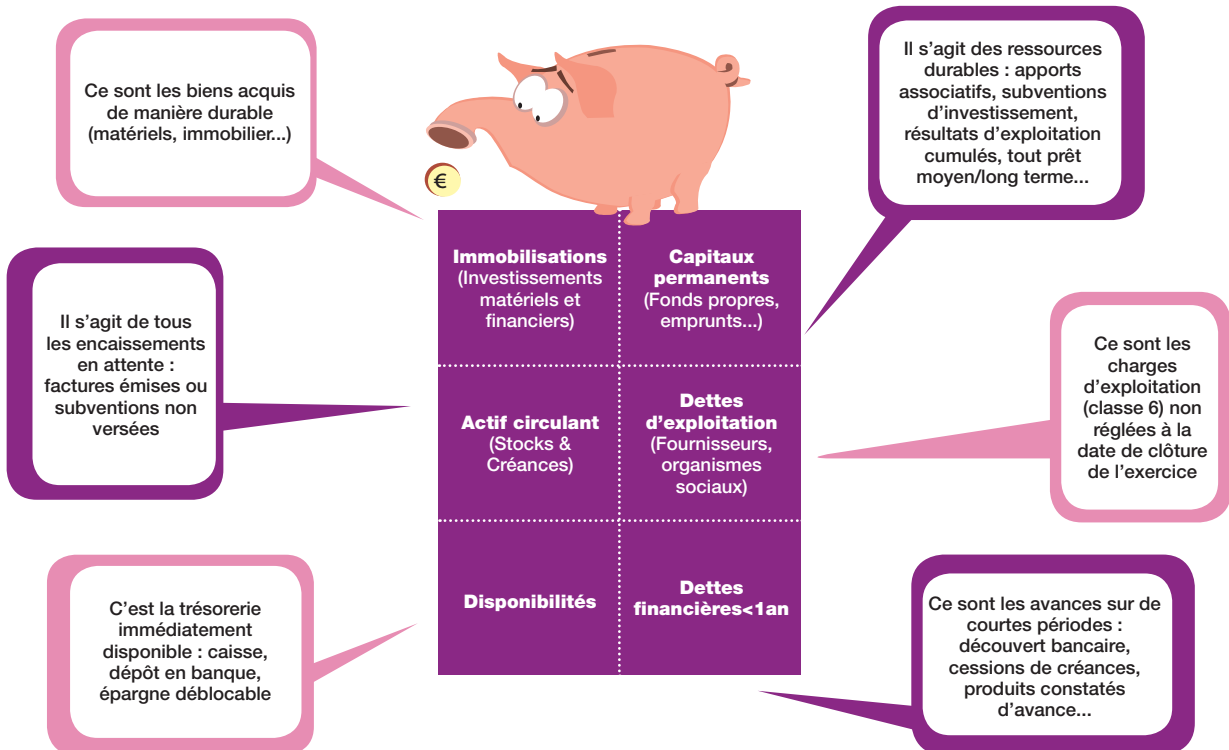 Ce sont les biens acquis
de manière durable
(matériels, immobilier...)
Il s’agit des ressources
durables : apports
associatifs, subventions
d’investissement,
résultats d’exploitation
cumulés, tout prêt
moyen/long terme...
€
Immobilisations
(Investissements
matériels et
financiers)
Capitaux
permanents
(Fonds propres,
emprunts...)
Il s’agit de tous
les encaissements
en attente :
factures émises ou
subventions non
versées
Actif circulant
(Stocks &
Créances)
Dettes
d’exploitation
(Fournisseurs,
organismes
sociaux)
Ce sont les
charges
d’exploitation
(classe 6) non
réglées à la
date de clôture
de l’exercice
C’est la trésorerie
immédiatement
disponible : caisse,
dépôt en banque,
épargne déblocable
Disponibilités
Dettes
financières<1an
Ce sont les avances sur de
courtes périodes :
découvert bancaire,
cessions de créances,
produits constatés
d’avance...